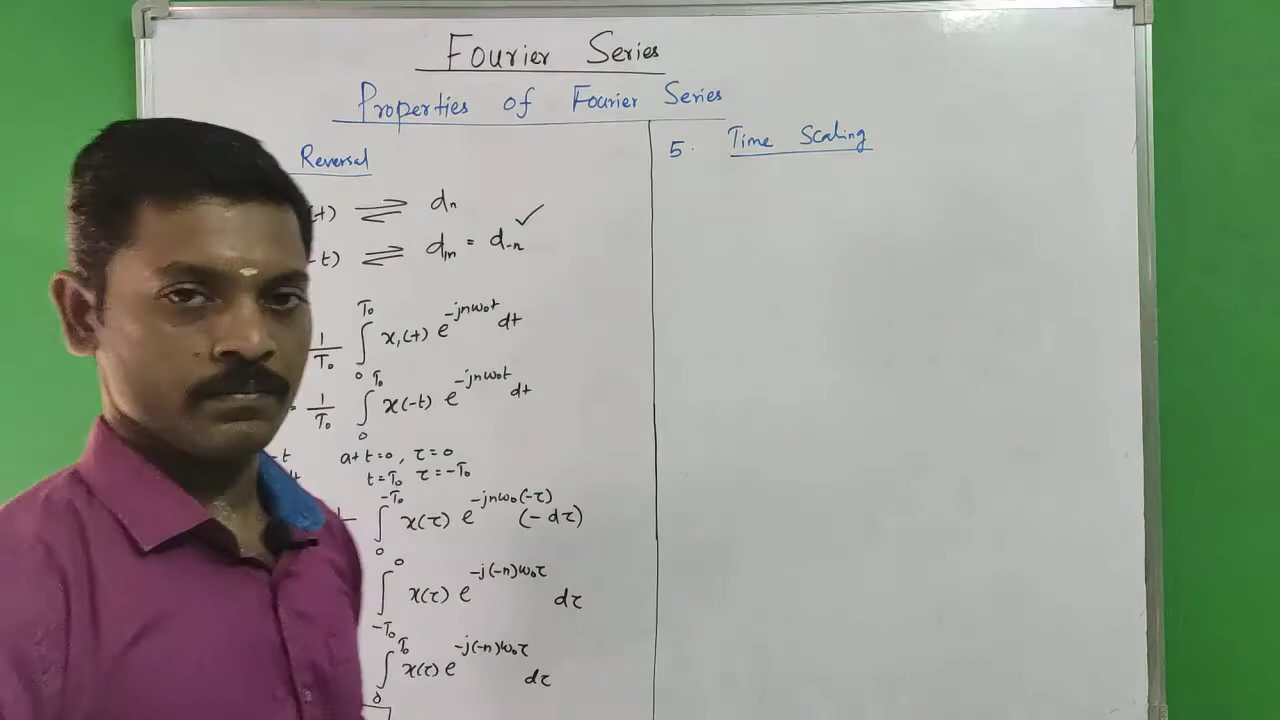 Fourier Series
Properties of Fourier Series
Reversal
(t) ⇌ dₙ ✓
-t) ⇌ d₁ₙ = d₋ₙ
1/T₀ ∫₀^T₀ x₁(t) e^-jnω₀t dt
= 1/T₀ ∫₀^T₀ x(-t) e^-jnω₀t dt
-t at t=0, τ=0
dt t=T₀ τ=-T₀
∫₀^-T₀ x(τ) e^-jnω₀(-τ) (-dτ)
∫_-T₀^0 x(τ) e^-j(-n)ω₀τ dτ
∫₀^T₀ x(τ) e^-j(-n)ω₀τ dτ
5. Time Scaling